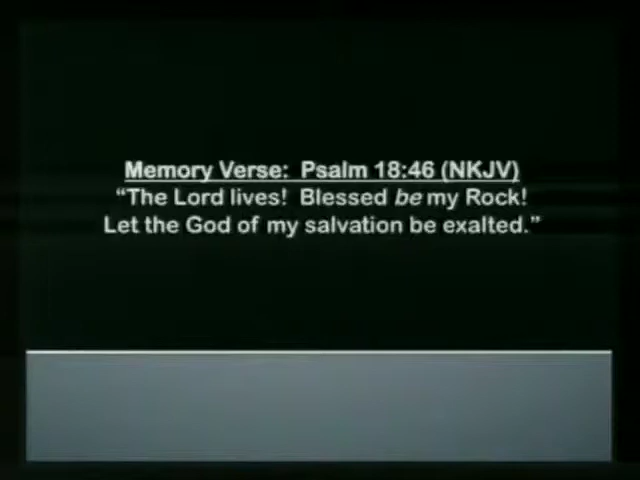 Memory Verse: Psalm 18:46 (NKJV)
“The Lord lives! Blessed be my Rock!
Let the God of my salvation be exalted.”